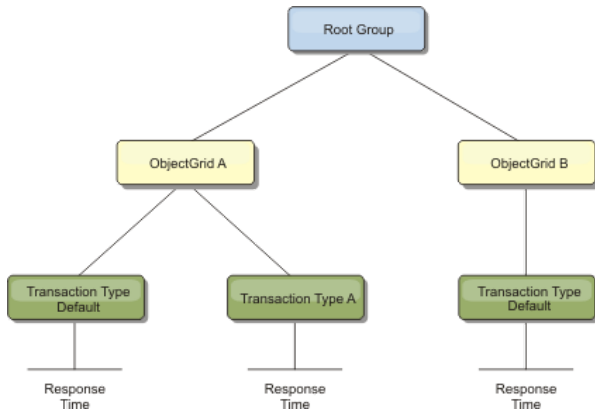 Root Group
ObjectGrid A
ObjectGrid B
Transaction Type
Default
Transaction Type A
Transaction Type
Default
Response
Time
Response
Time
Response
Time